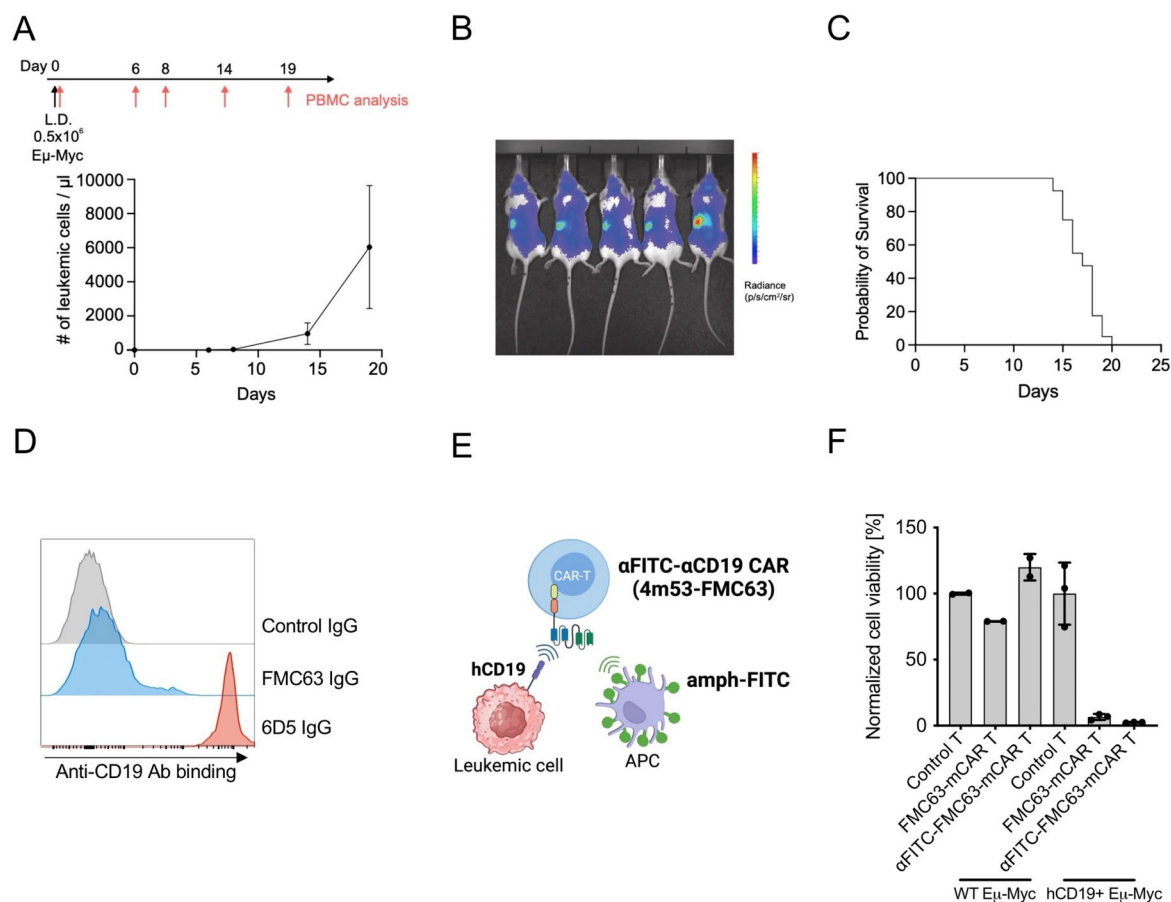 A
Day 0 6 8 14 19
PBMC analysis
L.D.
0.5x10⁶
Eμ-Myc
# of leukemic cells / μl
10000
8000
6000
4000
2000
0
0 5 10 15 20
Days
B
Radiance
(p/s/cm²/sr)
C
Probability of Survival
100
80
60
40
20
0
0 5 10 15 20 25
Days
D
Control IgG
FMC63 IgG
6D5 IgG
Anti-CD19 Ab binding
E
CAR-T
αFITC-αCD19 CAR
(4m53-FMC63)
hCD19
amph-FITC
Leukemic cell
APC
F
Normalized cell viability [%]
150
100
50
0
Control T
FMC63-mCAR T
αFITC-FMC63-mCAR T
Control T
FMC63-mCAR T
αFITC-FMC63-mCAR T
WT Eμ-Myc
hCD19+ Eμ-Myc